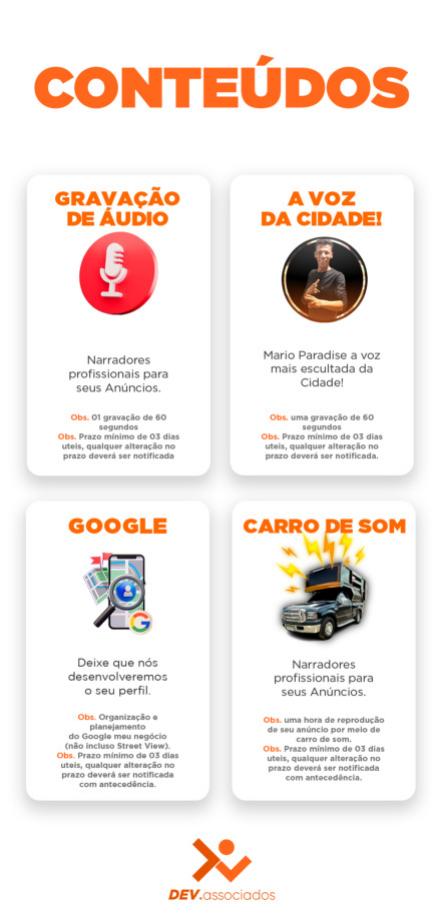 CONTEÚDOS
GRAVAÇÃO
DE ÁUDIO
Narradores
profissionais para
seus Anúncios.
Obs. 01 gravação de 60
segundos
Obs. Prazo mínimo de 03 dias
uteis, qualquer alteração no
prazo deverá ser notificada
A VOZ
DA CIDADE!
Mario Paradise a voz
mais escultada da
Cidade!
Obs. uma gravação de 60
segundos
Obs. Prazo mínimo de 03 dias
uteis, qualquer alteração no
prazo deverá ser notificada.
GOOGLE
G
Deixe que nós
desenvolveremos
o seu perfil.
Obs. Organização e
planejamento
do Google meu negócio
(não incluso Street View).
Obs. Prazo mínimo de 03 dias
uteis, qualquer alteração no
prazo deverá ser notificada
com antecedência.
CARRO DE SOM
Narradores
profissionais para
seus Anúncios.
Obs. uma hora de reprodução
de seu anúncio por meio de
carro de som.
Obs. Prazo mínimo de 03 dias
uteis, qualquer alteração no
prazo deverá ser notificada
com antecedência.
DEV.associados